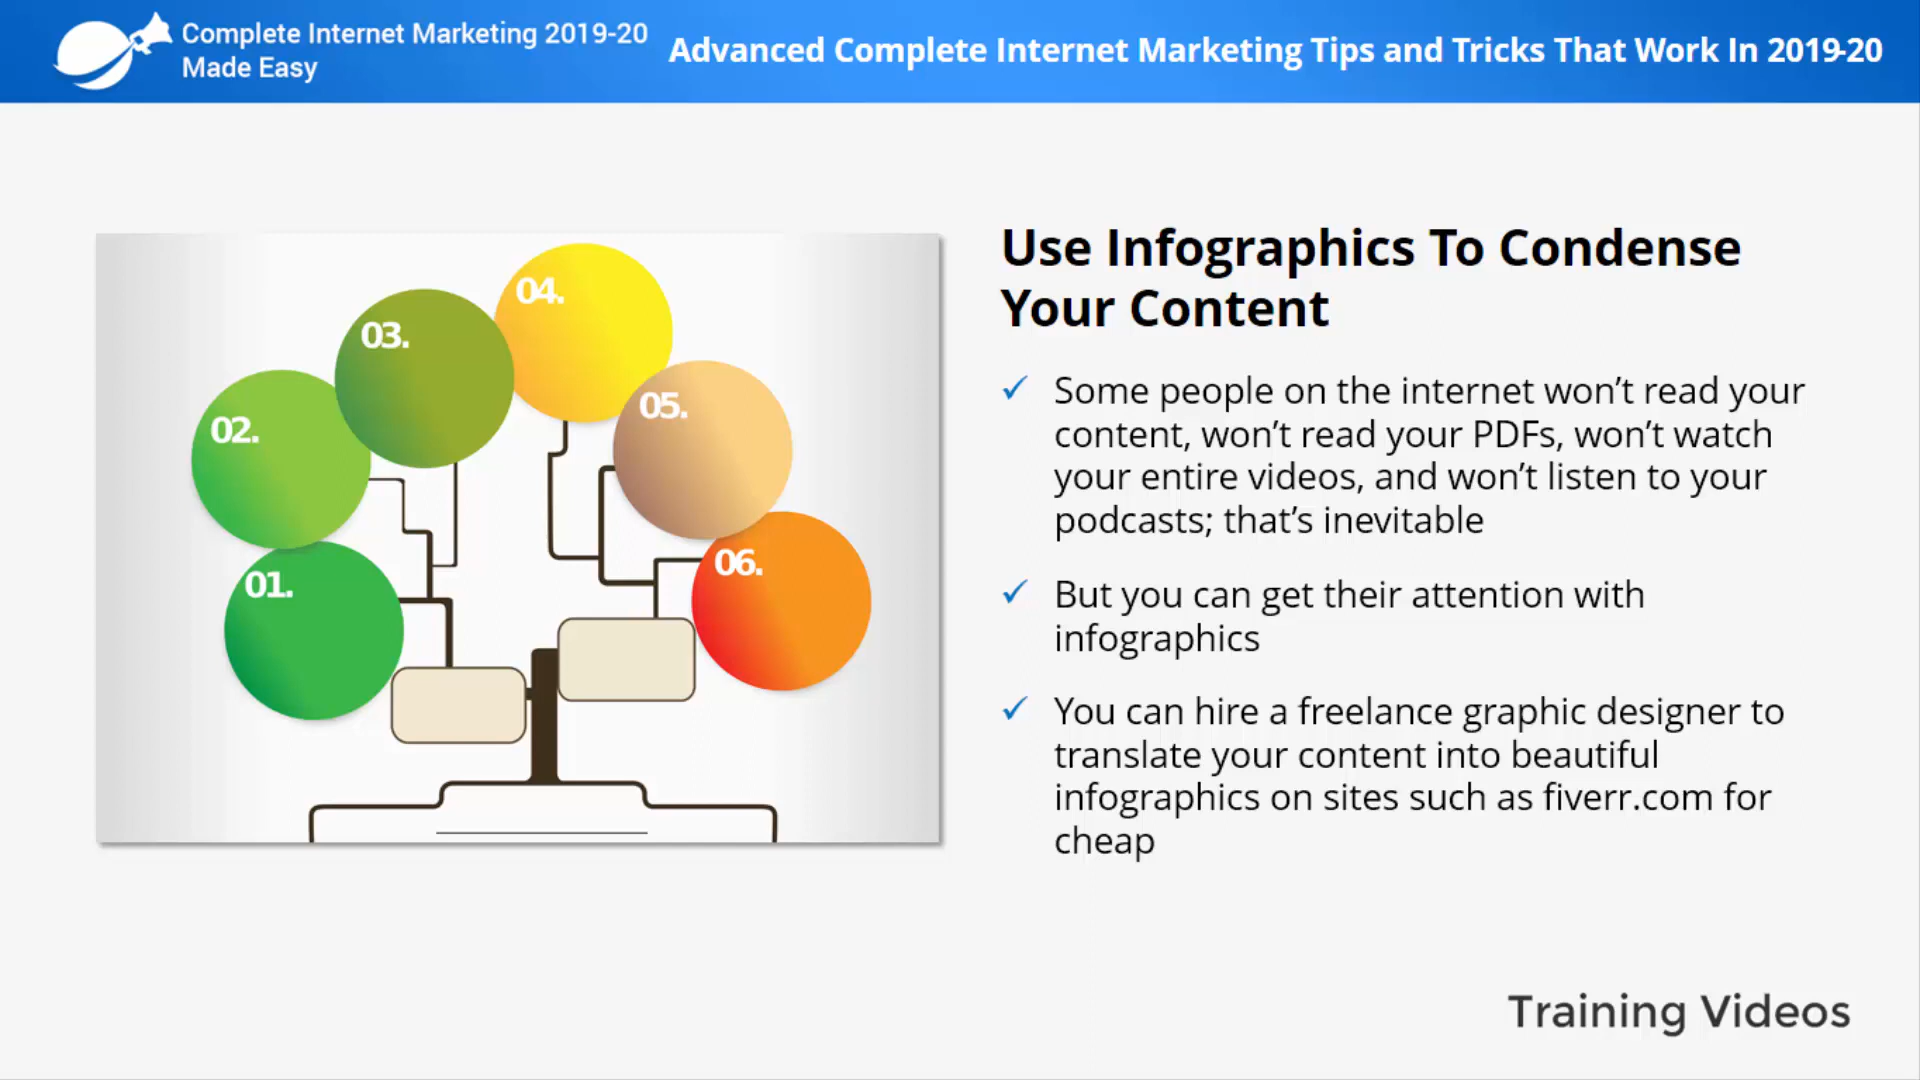 Complete Internet Marketing 2019-20
Made Easy
Advanced Complete Internet Marketing Tips and Tricks That Work In 2019-20
04.
03.
05.
02.
06.
01.
Use Infographics To Condense
Your Content
✓ Some people on the internet won’t read your
content, won’t read your PDFs, won’t watch
your entire videos, and won’t listen to your
podcasts; that’s inevitable
✓ But you can get their attention with
infographics
✓ You can hire a freelance graphic designer to
translate your content into beautiful
infographics on sites such as fiverr.com for
cheap
Training Videos